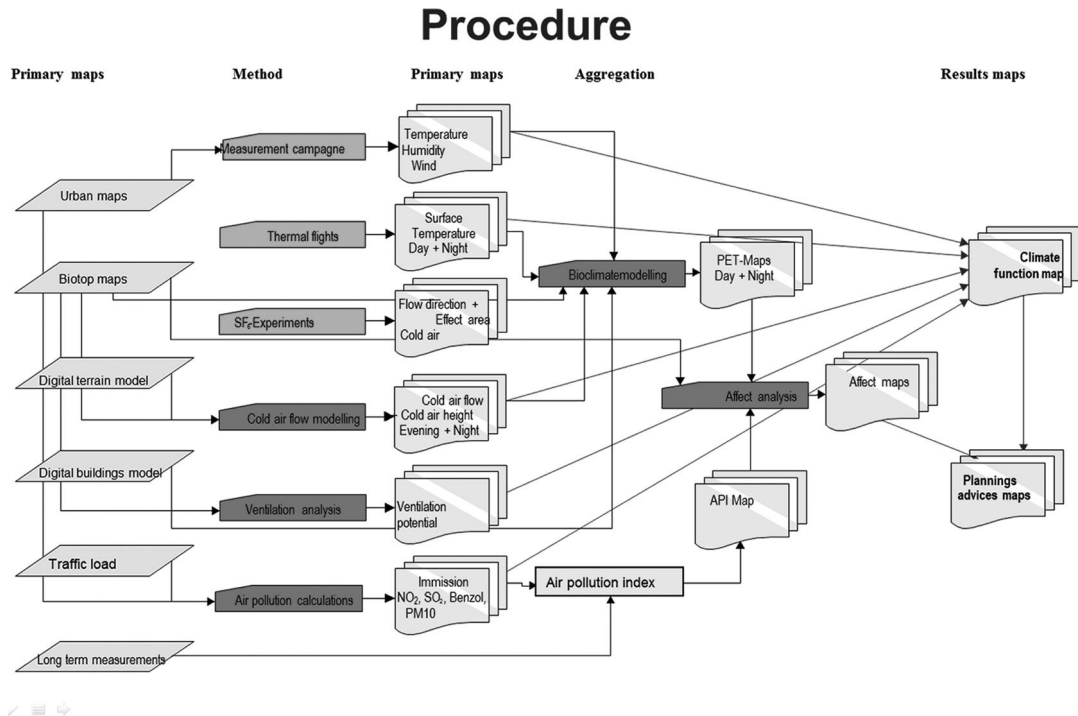 Procedure
Primary maps
Method
Primary maps
Aggregation
Results maps
Urban maps
Biotop maps
Digital terrain model
Digital buildings model
Traffic load
Long term measurements
Measurement campagne
Thermal flights
SF₆-Experiments
Cold air flow modelling
Ventilation analysis
Air pollution calculations
Temperature
Humidity
Wind
Surface
Temperature
Day + Night
Flow direction +
Effect area
Cold air
Cold air flow
Cold air height
Evening + Night
Ventilation
potential
Immission
NO₂, SO₂, Benzol,
PM10
Bioclimatemodelling
Air pollution index
PET-Maps
Day + Night
Affect analysis
API Map
Affect maps
Climate
function map
Plannings
advices maps